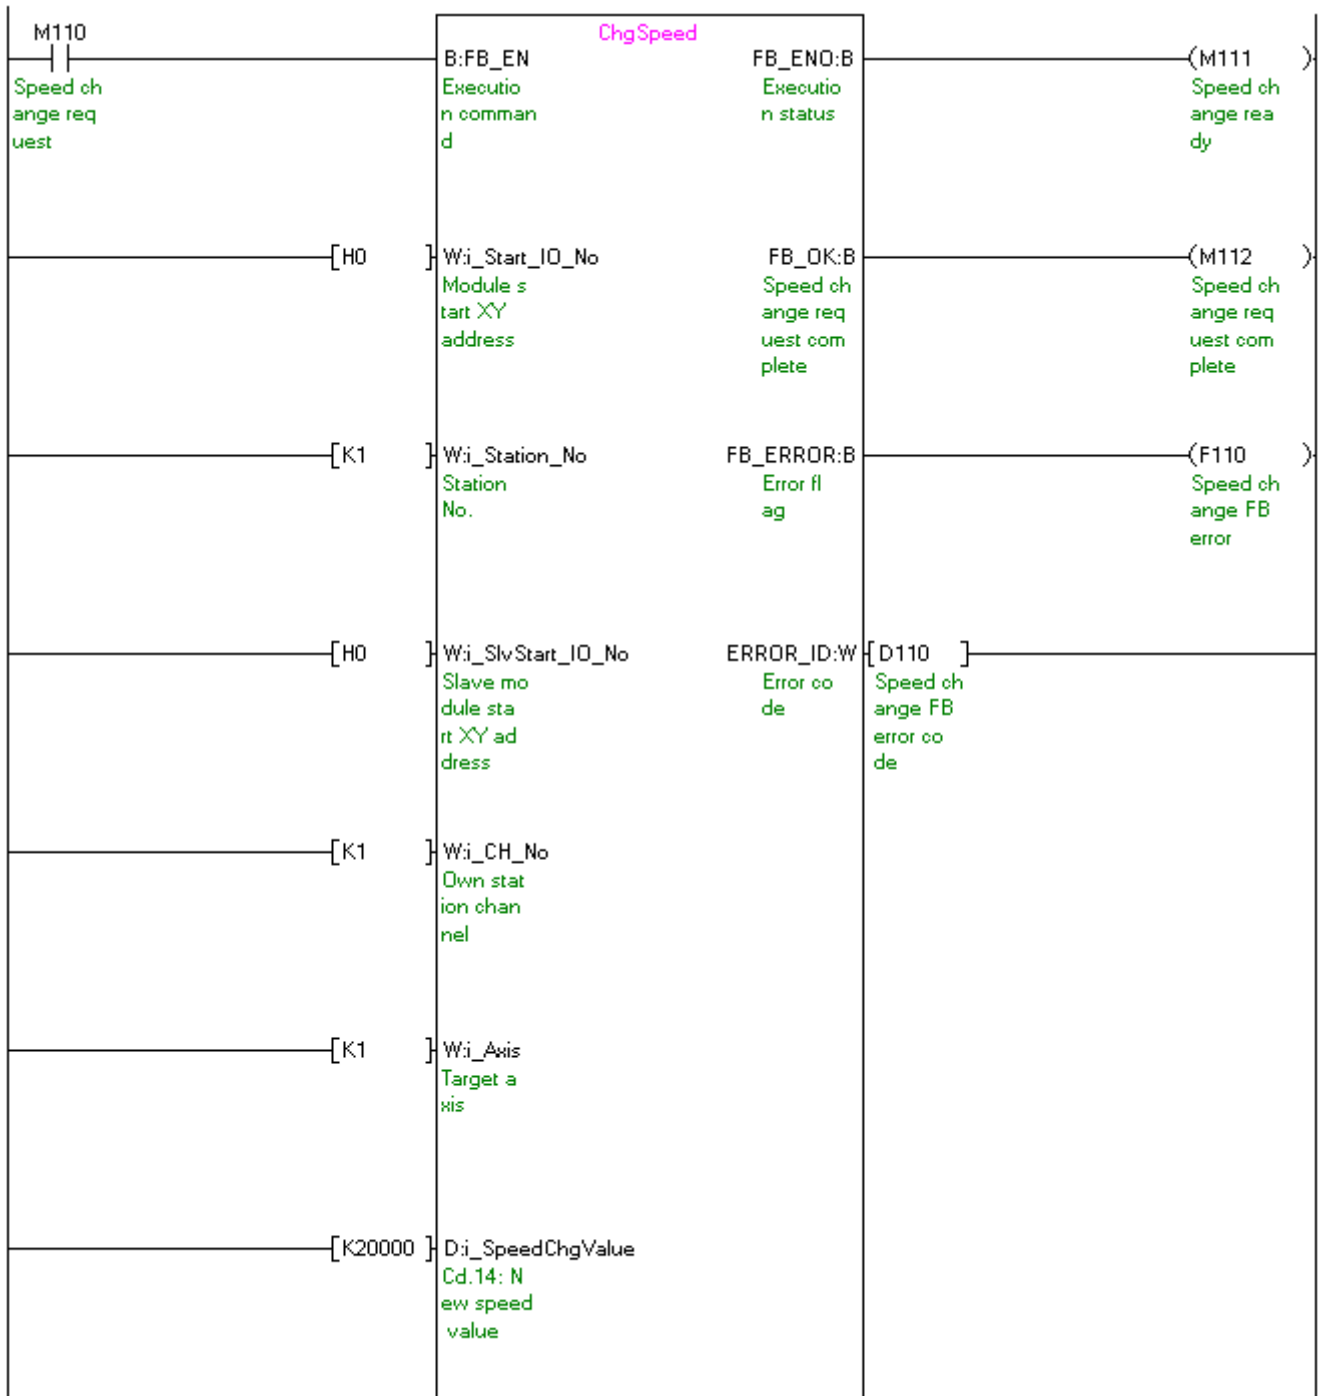 M110
ChgSpeed
B:FB_EN
FB_ENO:B
(M111 )
Speed ch
ange req
uest
Executio
n comman
d
Executio
n status
Speed ch
ange rea
dy
[H0 ]
W:i_Start_IO_No
FB_OK:B
(M112 )
Module s
tart XY
address
Speed ch
ange req
uest com
plete
Speed ch
ange req
uest com
plete
[K1 ]
W:i_Station_No
FB_ERROR:B
(F110 )
Station
No.
Error fl
ag
Speed ch
ange FB
error
[H0 ]
W:i_SlvStart_IO_No
ERROR_ID:W
[D110 ]
Slave mo
dule sta
rt XY ad
dress
Error co
de
Speed ch
ange FB
error co
de
[K1 ]
W:i_CH_No
Own stat
ion chan
nel
[K1 ]
W:i_Axis
Target a
xis
[K20000 ]
D:i_SpeedChgValue
Cd.14: N
ew speed
value